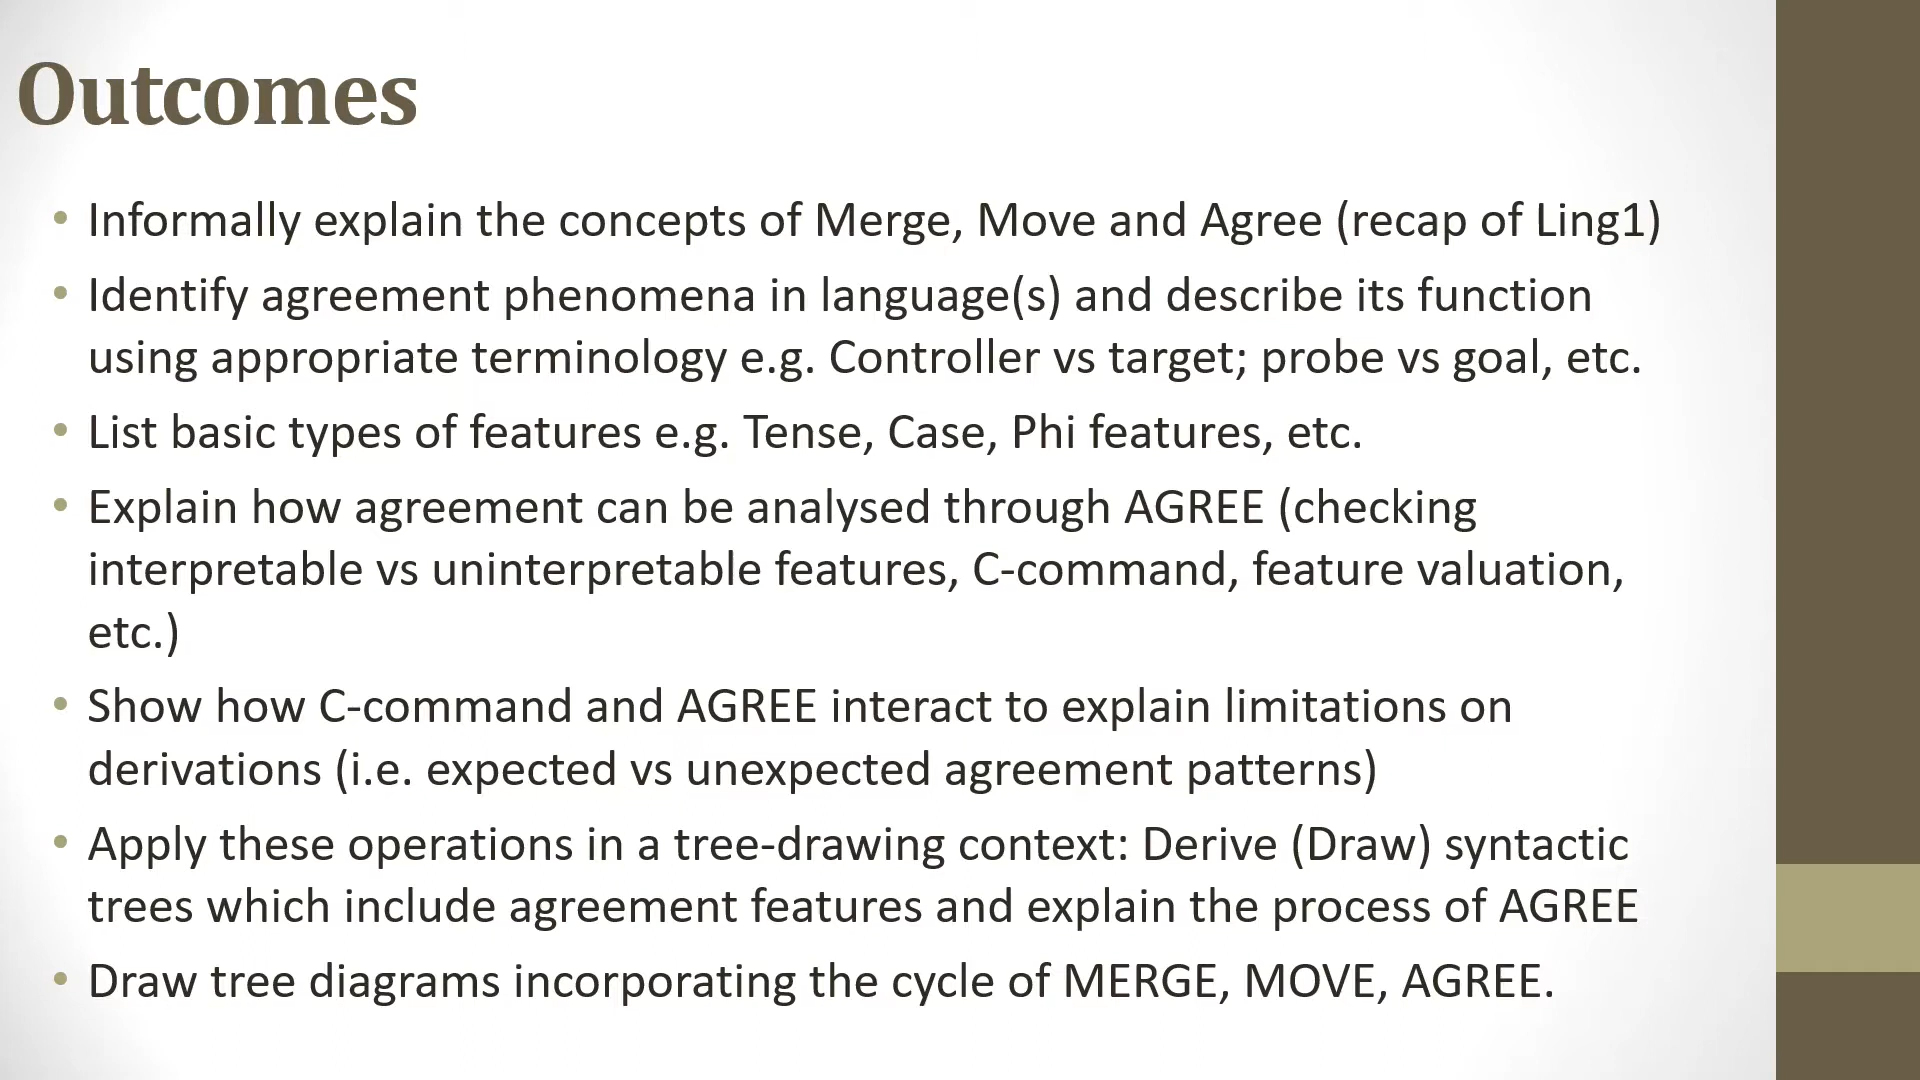 Outcomes
• Informally explain the concepts of Merge, Move and Agree (recap of Ling1)
• Identify agreement phenomena in language(s) and describe its function
using appropriate terminology e.g. Controller vs target; probe vs goal, etc.
• List basic types of features e.g. Tense, Case, Phi features, etc.
• Explain how agreement can be analysed through AGREE (checking
interpretable vs uninterpretable features, C-command, feature valuation,
etc.)
• Show how C-command and AGREE interact to explain limitations on
derivations (i.e. expected vs unexpected agreement patterns)
• Apply these operations in a tree-drawing context: Derive (Draw) syntactic
trees which include agreement features and explain the process of AGREE
• Draw tree diagrams incorporating the cycle of MERGE, MOVE, AGREE.